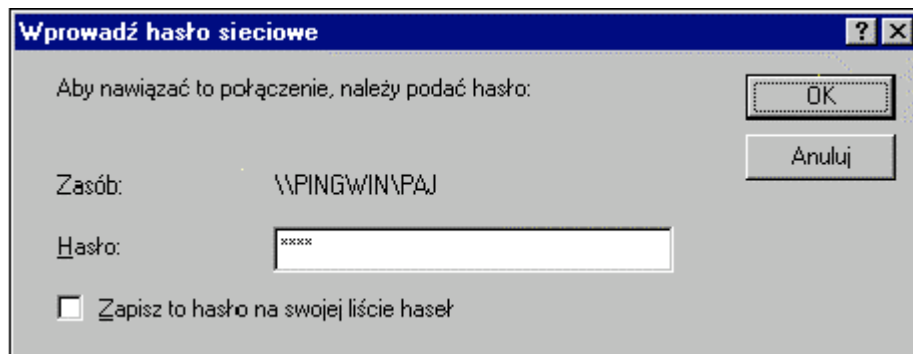 Wprowadź hasło sieciowe
Aby nawiązać to połączenie, należy podać hasło:
OK
Anuluj
Zasób: \\PINGWIN\PAJ
Hasło: ****
Zapisz to hasło na swojej liście haseł